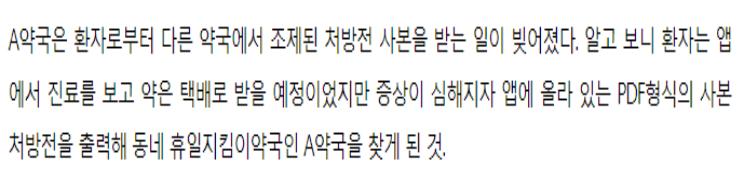 A약국은 환자로부터 다른 약국에서 조제된 처방전 사본을 받는 일이 빚어졌다. 알고 보니 환자는 앱
에서 진료를 보고 약은 택배로 받을 예정이었지만 증상이 심해지자 앱에 올라 있는 PDF형식의 사본
처방전을 출력해 동네 휴일지킴이약국인 A약국을 찾게 된 것.